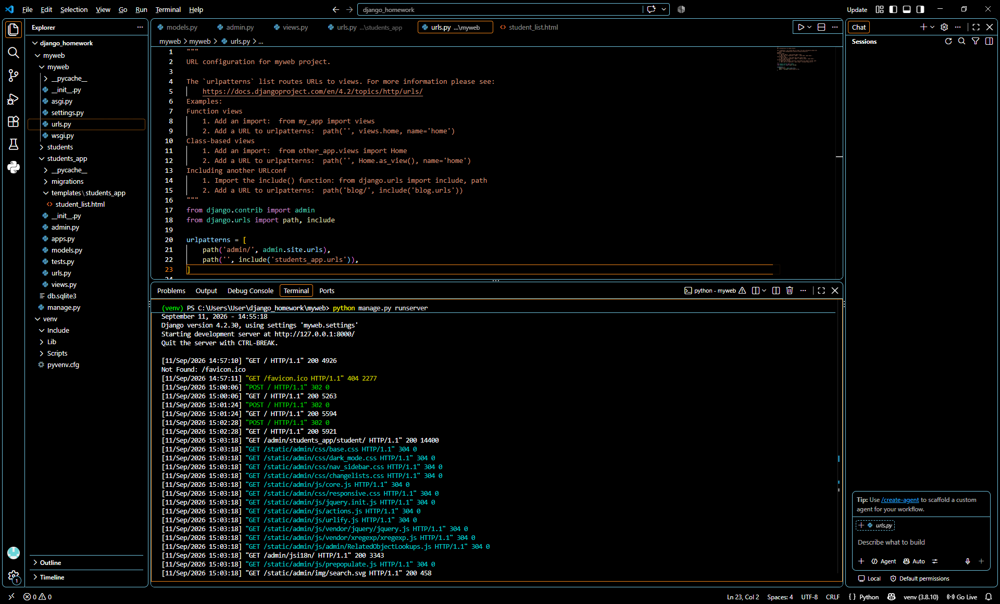 File Edit Selection View Go Run Terminal Help
django_homework
Update
Explorer
django_homework
myweb
myweb
__pycache__
__init__.py
asgi.py
settings.py
urls.py
wsgi.py
students
students_app
__pycache__
migrations
templates\students_app
student_list.html
__init__.py
admin.py
apps.py
models.py
tests.py
urls.py
views.py
db.sqlite3
manage.py
venv
Include
Lib
Scripts
pyvenv.cfg
Outline
Timeline
1
models.py admin.py views.py urls.py ...\students_app urls.py ...\myweb student_list.html
myweb > myweb > urls.py > ...
1 """
2 URL configuration for myweb project.
3
4 The `urlpatterns` list routes URLs to views. For more information please see:
5     https://docs.djangoproject.com/en/4.2/topics/http/urls/
6 Examples:
7 Function views
8     1. Add an import:  from my_app import views
9     2. Add a URL to urlpatterns:  path('', views.home, name='home')
10 Class-based views
11     1. Add an import:  from other_app.views import Home
12     2. Add a URL to urlpatterns:  path('', Home.as_view(), name='home')
13 Including another URLconf
14     1. Import the include() function: from django.urls import include, path
15     2. Add a URL to urlpatterns:  path('blog/', include('blog.urls'))
16 """
17 from django.contrib import admin
18 from django.urls import path, include
19
20 urlpatterns = [
21     path('admin/', admin.site.urls),
22     path('', include('students_app.urls')),
23 ]
24
Problems Output Debug Console Terminal Ports
python - myweb
(venv) PS C:\Users\User\django_homework\myweb> python manage.py runserver
September 11, 2026 - 14:55:18
Django version 4.2.30, using settings 'myweb.settings'
Starting development server at http://127.0.0.1:8000/
Quit the server with CTRL-BREAK.
[11/Sep/2026 14:57:10] "GET / HTTP/1.1" 200 4926
Not Found: /favicon.ico
[11/Sep/2026 14:57:11] "GET /favicon.ico HTTP/1.1" 404 2277
[11/Sep/2026 15:00:06] "POST / HTTP/1.1" 302 0
[11/Sep/2026 15:00:06] "GET / HTTP/1.1" 200 5263
[11/Sep/2026 15:01:24] "POST / HTTP/1.1" 302 0
[11/Sep/2026 15:01:24] "GET / HTTP/1.1" 200 5594
[11/Sep/2026 15:02:28] "POST / HTTP/1.1" 302 0
[11/Sep/2026 15:02:28] "GET / HTTP/1.1" 200 5921
[11/Sep/2026 15:03:18] "GET /admin/students_app/student/ HTTP/1.1" 200 14400
[11/Sep/2026 15:03:18] "GET /static/admin/css/base.css HTTP/1.1" 304 0
[11/Sep/2026 15:03:18] "GET /static/admin/css/dark_mode.css HTTP/1.1" 304 0
[11/Sep/2026 15:03:18] "GET /static/admin/css/nav_sidebar.css HTTP/1.1" 304 0
[11/Sep/2026 15:03:18] "GET /static/admin/css/changelists.css HTTP/1.1" 304 0
[11/Sep/2026 15:03:18] "GET /static/admin/js/core.js HTTP/1.1" 304 0
[11/Sep/2026 15:03:18] "GET /static/admin/css/responsive.css HTTP/1.1" 304 0
[11/Sep/2026 15:03:18] "GET /static/admin/js/jquery.init.js HTTP/1.1" 304 0
[11/Sep/2026 15:03:18] "GET /static/admin/js/actions.js HTTP/1.1" 304 0
[11/Sep/2026 15:03:18] "GET /static/admin/js/urlify.js HTTP/1.1" 304 0
[11/Sep/2026 15:03:18] "GET /static/admin/js/vendor/jquery/jquery.js HTTP/1.1" 304 0
[11/Sep/2026 15:03:18] "GET /static/admin/js/vendor/xregexp/xregexp.js HTTP/1.1" 304 0
[11/Sep/2026 15:03:18] "GET /static/admin/js/admin/RelatedObjectLookups.js HTTP/1.1" 304 0
[11/Sep/2026 15:03:18] "GET /admin/jsi18n/ HTTP/1.1" 200 3343
[11/Sep/2026 15:03:18] "GET /static/admin/js/prepopulate.js HTTP/1.1" 304 0
[11/Sep/2026 15:03:18] "GET /static/admin/img/search.svg HTTP/1.1" 200 458
Chat
Sessions
Tip: Use /create-agent to scaffold a custom
agent for your workflow.
urls.py
Describe what to build
Agent Auto
Local Default permissions
0 0
Ln 23, Col 2 Spaces: 4 UTF-8 CRLF { } Python venv (3.8.10) Go Live